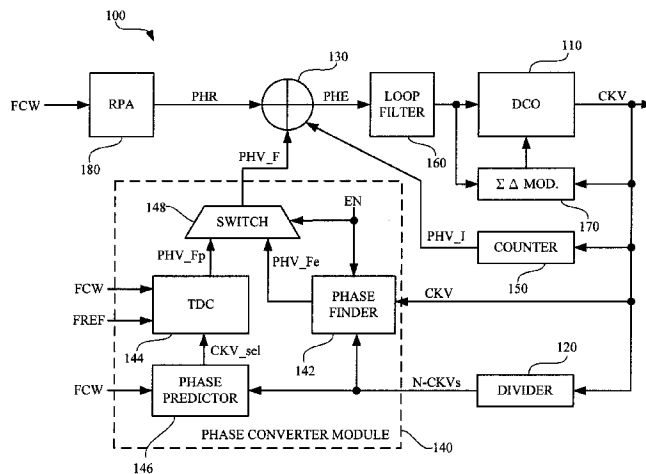 100
130
110
FCW
RPA
PHR
PHE
LOOP
FILTER
DCO
CKV
180
160
PHV_F
Σ Δ MOD.
170
148
SWITCH
EN
PHV_I
COUNTER
150
PHV_Fp
PHV_Fe
FCW
FREF
TDC
144
PHASE
FINDER
142
CKV
CKV_sel
120
FCW
PHASE
PREDICTOR
146
N-CKVs
DIVIDER
PHASE CONVERTER MODULE
140